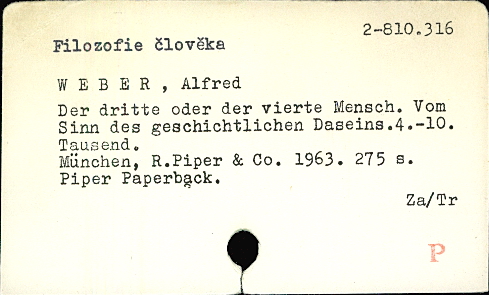 2-810.316
Filozofie člověka
W E B E R , Alfred
Der dritte oder der vierte Mensch. Vom
Sinn des geschichtlichen Daseins.4.-10.
Tausend.
München, R.Piper & Co. 1963. 275 s.
Piper Paperback.
Za/Tr
P